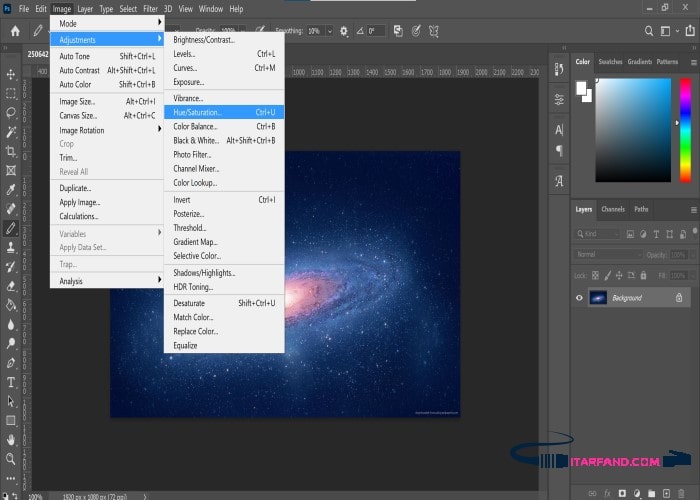 Ps File Edit Image Layer Type Select Filter 3D View Window Help
Smoothing: 10% 0°
250642
Mode
Adjustments
Auto Tone Shift+Ctrl+L
Auto Contrast Alt+Shift+Ctrl+L
Auto Color Shift+Ctrl+B
Image Size... Alt+Ctrl+I
Canvas Size... Alt+Ctrl+C
Image Rotation
Crop
Trim...
Reveal All
Duplicate...
Apply Image...
Calculations...
Variables
Apply Data Set...
Trap...
Analysis
Brightness/Contrast...
Levels... Ctrl+L
Curves... Ctrl+M
Exposure...
Vibrance...
Hue/Saturation... Ctrl+U
Color Balance... Ctrl+B
Black & White... Alt+Shift+Ctrl+B
Photo Filter...
Channel Mixer...
Color Lookup...
Invert Ctrl+I
Posterize...
Threshold...
Gradient Map...
Selective Color...
Shadows/Highlights...
HDR Toning...
Desaturate Shift+Ctrl+U
Match Color...
Replace Color...
Equalize
Color Swatches Gradients Patterns
Layers Channels Paths
Kind
Normal Opacity: 100%
Lock: Fill: 100%
Background
ITARFAND.COM
50% 1920 px x 1000 px (72 ppi)